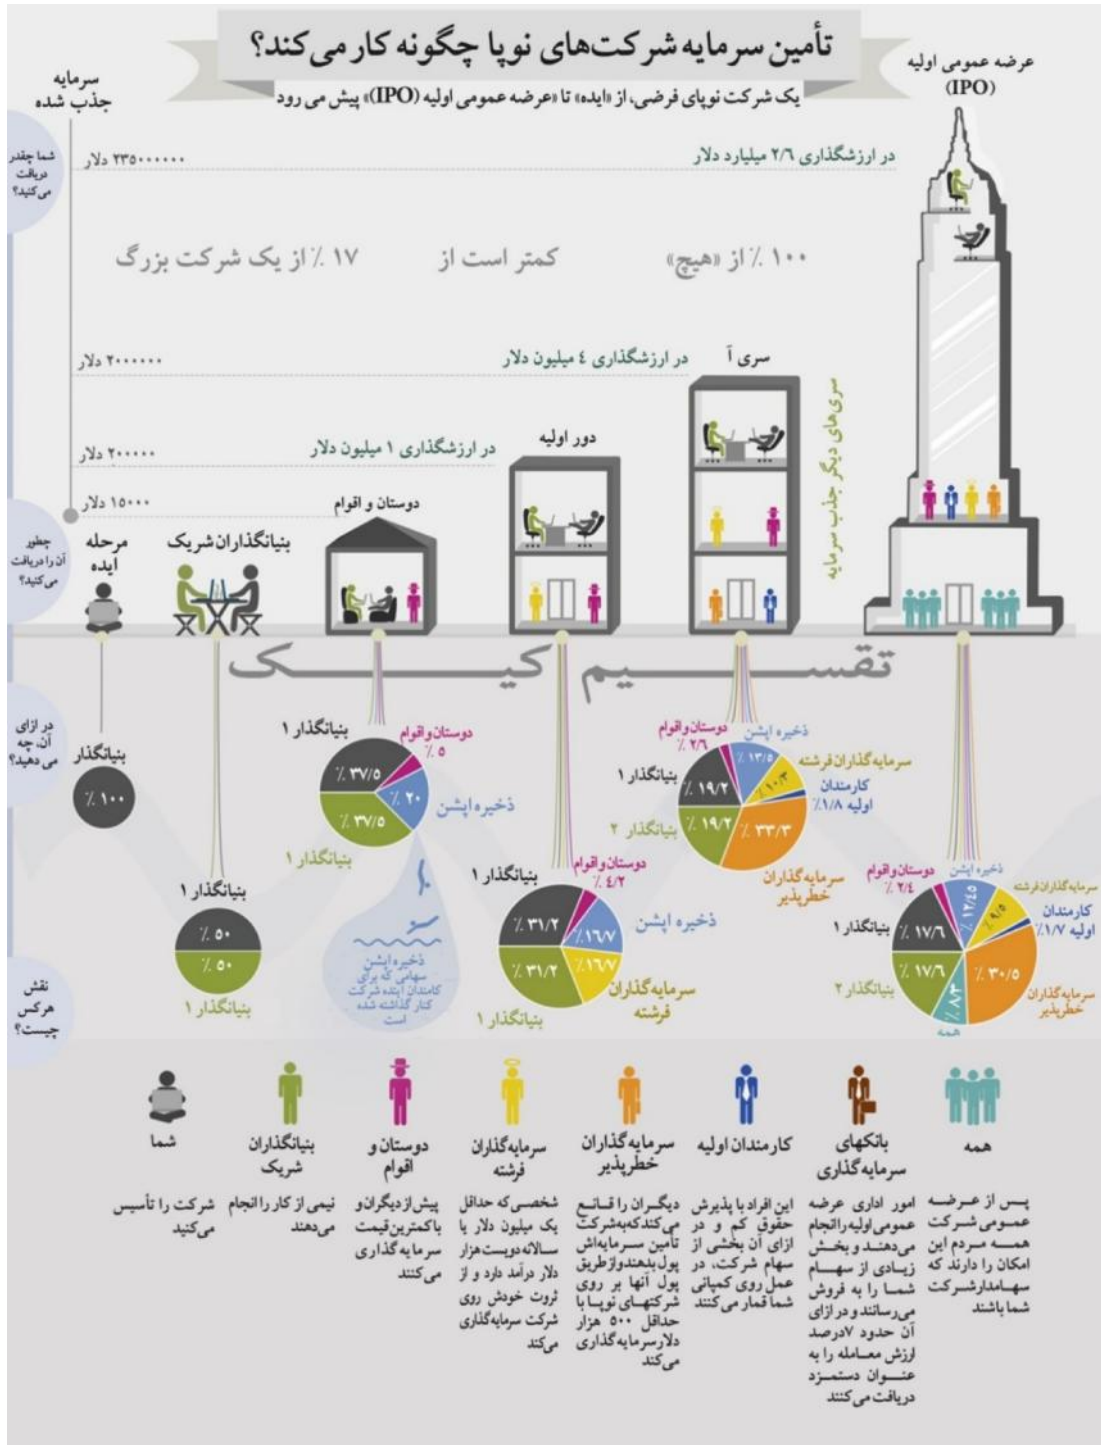 تأمین سرمایه شرکت‌های نوپا چگونه کار می‌کند؟
یک شرکت نوپای فرضی، از «ایده» تا «عرضه عمومی اولیه (IPO)» پیش می رود
عرضه عمومی اولیه
(IPO)
سرمایه
جذب شده
شما چقدر
دریافت
می‌کنید؟
در ارزشگذاری ۲/٦ میلیارد دلار
۲۳۵۰۰۰۰۰۰ دلار
۱۰۰ ٪ از «هیچ»
کمتر است از
۱۷ ٪ از یک شرکت بزرگ
سری آ
در ارزشگذاری ٤ میلیون دلار
۲۰۰۰۰۰۰ دلار
سری‌های دیگر جذب سرمایه
دور اولیه
در ارزشگذاری ۱ میلیون دلار
۲۰۰۰۰۰ دلار
دوستان و اقوام
۱۵۰۰۰ دلار
بنیانگذاران شریک
مرحله
ایده
چطور
آن را دریافت
می‌کنید؟
تقسیم کیک
در ازای
آن، چه
می دهید؟
بنیانگذار
۱۰۰ ٪
بنیانگذار ۱
۵۰ ٪
۵۰ ٪
بنیانگذار ۱
بنیانگذار ۱
دوستان و اقوام
۵ ٪
۳۷/۵ ٪
۲۰ ٪
ذخیره اپشن
۳۷/۵ ٪
بنیانگذار ۱
ذخیره اپشن
سهامی که برای
کامندان آینده شرکت
کنار گذاشته شده
است
دوستان و اقوام
٤/۲ ٪
بنیانگذار ۱
۳۱/۲ ٪
۱٦/۷٪
ذخیره اپشن
۳۱/۲ ٪
۱٦/۷٪
سرمایه‌گذاران
فرشته
بنیانگذار ۱
دوستان و اقوام
۲/٦ ٪
ذخیره اپشن
۱۳/۵ ٪
سرمایه‌گذاران فرشته
۱۰/۳ ٪
بنیانگذار ۱
۱۹/۲ ٪
کارمندان
اولیه ۱/۸٪
بنیانگذار ۲
۱۹/۲ ٪
۳۳/۳ ٪
سرمایه‌گذاران
خطرپذیر
دوستان و اقوام
۲/٤ ٪
ذخیره اپشن
۱۲/٤۵ ٪
سرمایه‌گذاران فرشته
۹/۵ ٪
کارمندان
اولیه ۱/۷٪
بنیانگذار ۱
۱۷/٦ ٪
بنیانگذار ۲
۱۷/٦ ٪
۳۰/۵ ٪
سرمایه‌گذاران
خطرپذیر
۸/۳ ٪
همه
نقش
هرکس
چیست؟
شما
شرکت را تأسیس
می‌کنید
بنیانگذاران
شریک
نیمی از کار را انجام
می‌دهند
دوستان و
اقوام
پیش از دیگران و
با کمترین قیمت
سرمایه گذاری
می‌کنند
سرمایه‌گذاران
فرشته
شخصی که حداقل
یک میلیون دلار یا
سالانه دویست هزار
دلار درآمد دارد و از
ثروت خودش روی
شرکت سرمایه‌گذاری
می‌کند
سرمایه‌گذاران
خطرپذیر
دیگران را قانع
می‌کند که به شرکت
تأمین سرمایه‌اش
پول بدهند و از طریق
پول آنها بر روی
شرکتهای نوپا با
حداقل ۵۰۰ هزار
دلار سرمایه گذاری
می‌کند
کارمندان اولیه
این افراد با پذیرش
حقوق کم و در
ازای آن بخشی از
سهام شرکت، در
عمل روی کمپانی
شما قمار می‌کنند
بانکهای
سرمایه‌گذاری
امور اداری عرضه
عمومی اولیه را انجام
می‌دهند و بخش
زیادی از سهام
شما را به فروش
می‌رسانند و در ازای
آن حدود ۷درصد
ارزش معامله را به
عنوان دستمزد
دریافت می‌کنند
همه
پس از عرضه
عمومی شرکت
همه مردم این
امکان را دارند که
سهامدار شرکت
شما باشند